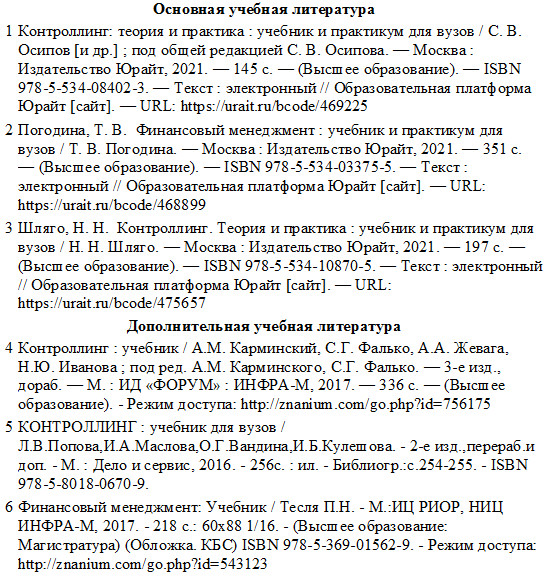 Основная учебная литература
1 Контроллинг: теория и практика : учебник и практикум для вузов / С. В.
Осипов [и др.] ; под общей редакцией С. В. Осипова. — Москва :
Издательство Юрайт, 2021. — 145 с. — (Высшее образование). — ISBN
978-5-534-08402-3. — Текст : электронный // Образовательная платформа
Юрайт [сайт]. — URL: https://urait.ru/bcode/469225
2 Погодина, Т. В. Финансовый менеджмент : учебник и практикум для
вузов / Т. В. Погодина. — Москва : Издательство Юрайт, 2021. — 351 с.
— (Высшее образование). — ISBN 978-5-534-03375-5. — Текст :
электронный // Образовательная платформа Юрайт [сайт]. — URL:
https://urait.ru/bcode/468899
3 Шляго, Н. Н. Контроллинг. Теория и практика : учебник и практикум для
вузов / Н. Н. Шляго. — Москва : Издательство Юрайт, 2021. — 197 с. —
(Высшее образование). — ISBN 978-5-534-10870-5. — Текст : электронный
// Образовательная платформа Юрайт [сайт]. — URL:
https://urait.ru/bcode/475657
Дополнительная учебная литература
4 Контроллинг : учебник / А.М. Карминский, С.Г. Фалько, А.А. Жевага,
Н.Ю. Иванова ; под ред. А.М. Карминского, С.Г. Фалько. — 3-е изд.,
дораб. — М. : ИД «ФОРУМ» : ИНФРА-М, 2017. — 336 с. — (Высшее
образование). - Режим доступа: http://znanium.com/go.php?id=756175
5 КОНТРОЛЛИНГ : учебник для вузов /
Л.В.Попова,И.А.Маслова,О.Г.Вандина,И.Б.Кулешова. - 2-е изд.,перераб.и
доп. - М. : Дело и сервис, 2016. - 256с. : ил. - Библиогр.:с.254-255. - ISBN
978-5-8018-0670-9.
6 Финансовый менеджмент: Учебник / Тесля П.Н. - М.:ИЦ РИОР, НИЦ
ИНФРА-М, 2017. - 218 с.: 60x88 1/16. - (Высшее образование:
Магистратура) (Обложка. КБС) ISBN 978-5-369-01562-9. - Режим доступа:
http://znanium.com/go.php?id=543123